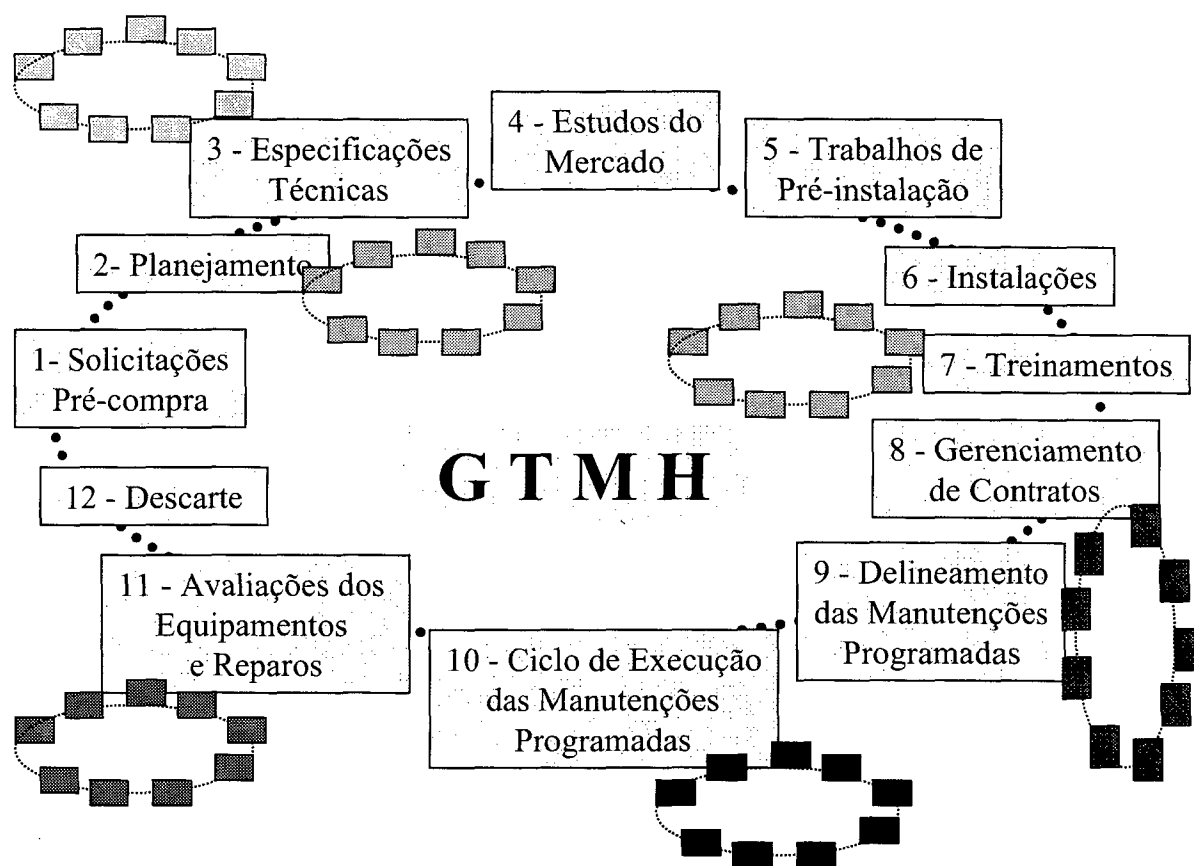 4 - Estudos do
Mercado
3 - Especificações
Técnicas
5 - Trabalhos de
Pré-instalação
2- Planejamento
6 - Instalações
1- Solicitações
Pré-compra
7 - Treinamentos
8 - Gerenciamento
de Contratos
G T M H
12 - Descarte
9 - Delineamento
das Manutenções
Programadas
11 - Avaliações dos
Equipamentos
e Reparos
10 - Ciclo de Execução
das Manutenções
Programadas